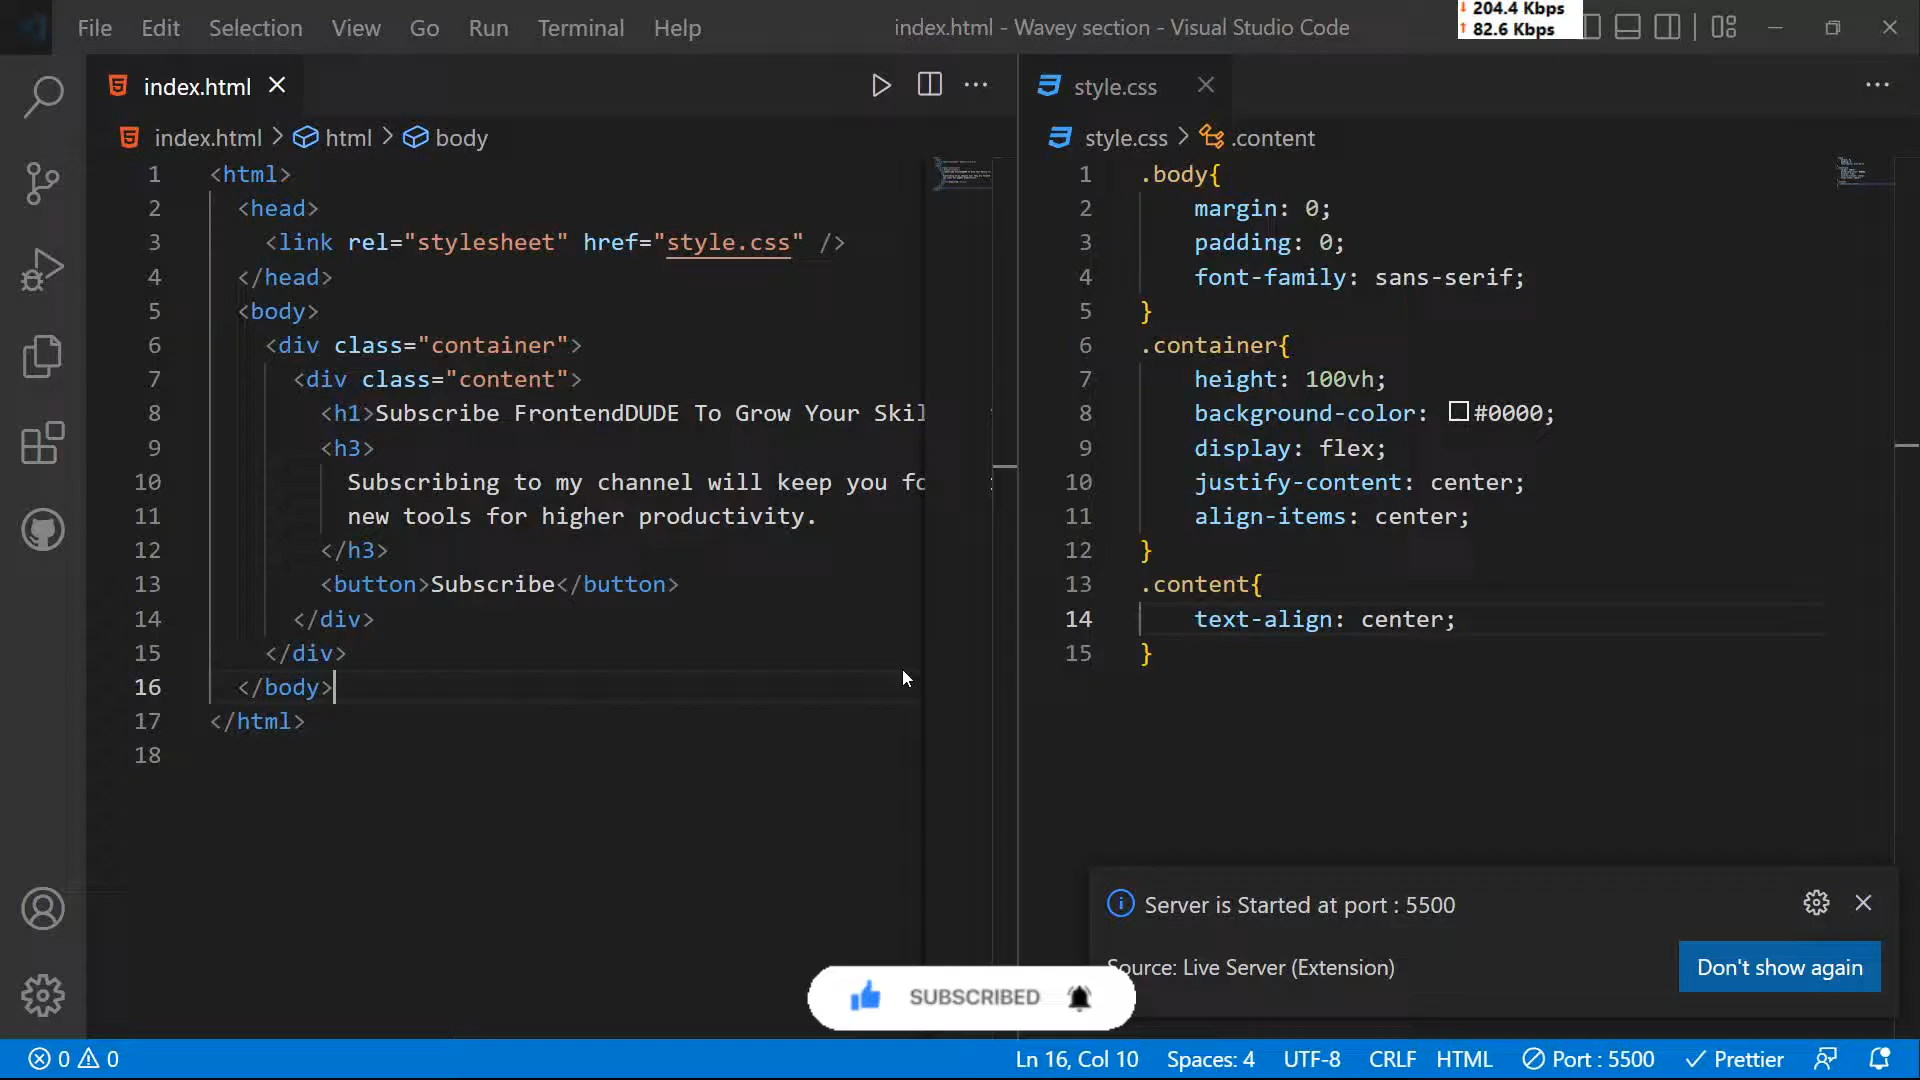 File Edit Selection View Go Run Terminal Help
index.html - Wavey section - Visual Studio Code
204.4 Kbps
82.6 Kbps
index.html
index.html > html > body
1 <html>
2 <head>
3 <link rel="stylesheet" href="style.css" />
4 </head>
5 <body>
6 <div class="container">
7 <div class="content">
8 <h1>Subscribe FrontendDUDE To Grow Your Skil
9 <h3>
10 Subscribing to my channel will keep you fo
11 new tools for higher productivity.
12 </h3>
13 <button>Subscribe</button>
14 </div>
15 </div>
16 </body>
17 </html>
18
style.css
style.css > .content
1 .body{
2 margin: 0;
3 padding: 0;
4 font-family: sans-serif;
5 }
6 .container{
7 height: 100vh;
8 background-color: #0000;
9 display: flex;
10 justify-content: center;
11 align-items: center;
12 }
13 .content{
14 text-align: center;
15 }
Server is Started at port : 5500
Source: Live Server (Extension)
Don't show again
SUBSCRIBED
0 0
Ln 16, Col 10 Spaces: 4 UTF-8 CRLF HTML Port : 5500 Prettier